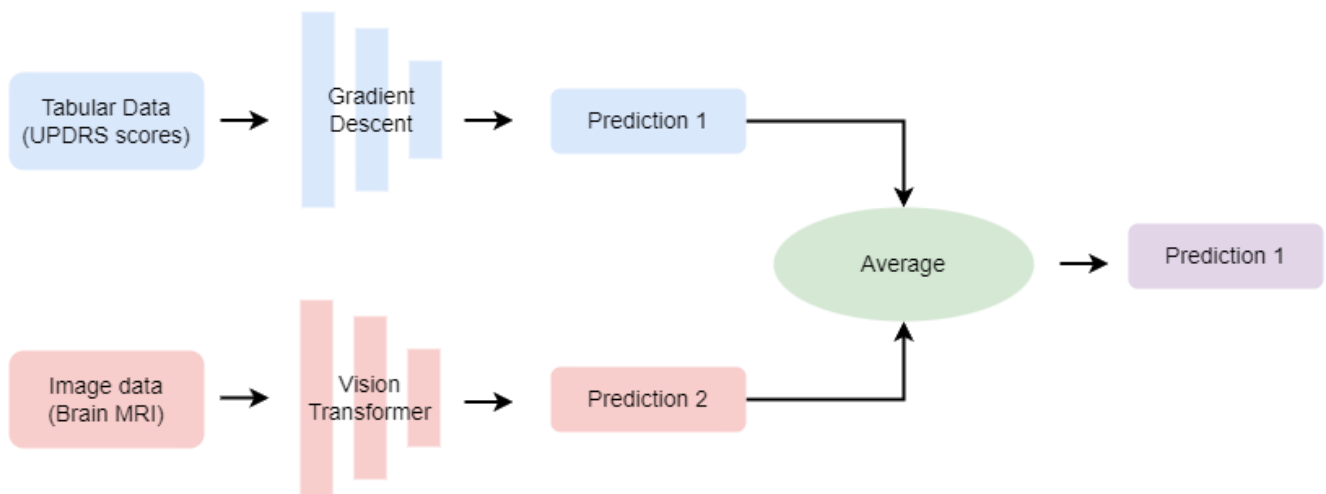 Tabular Data
(UPDRS scores)
Gradient
Descent
Prediction 1
Average
Prediction 1
Image data
(Brain MRI)
Vision
Transformer
Prediction 2